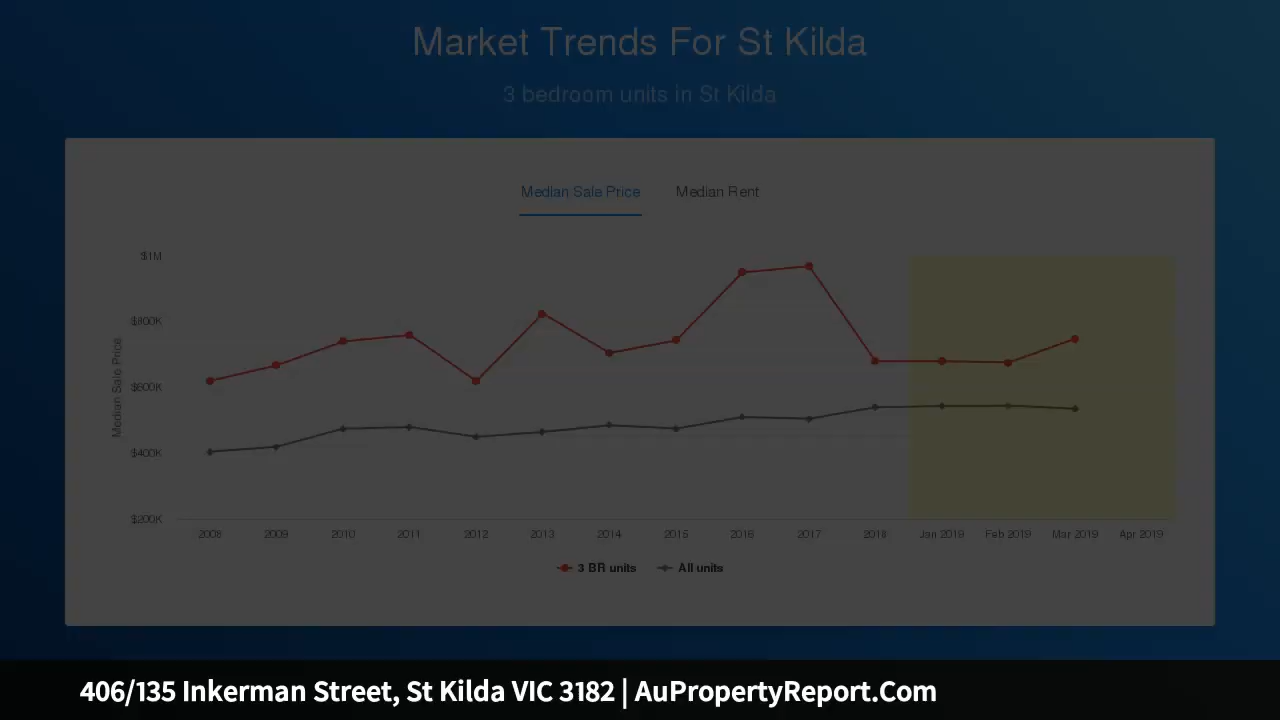 Market Trends For St Kilda
3 bedroom units in St Kilda
Median Sale Price Median Rent
$1M
$800K
$600K
$400K
$200K
Median Sale Price
2008 2009 2010 2011 2012 2013 2014 2015 2016 2017 2018 Jan 2019 Feb 2019 Mar 2019 Apr 2019
3 BR units All units
406/135 Inkerman Street, St Kilda VIC 3182 | AuPropertyReport.Com